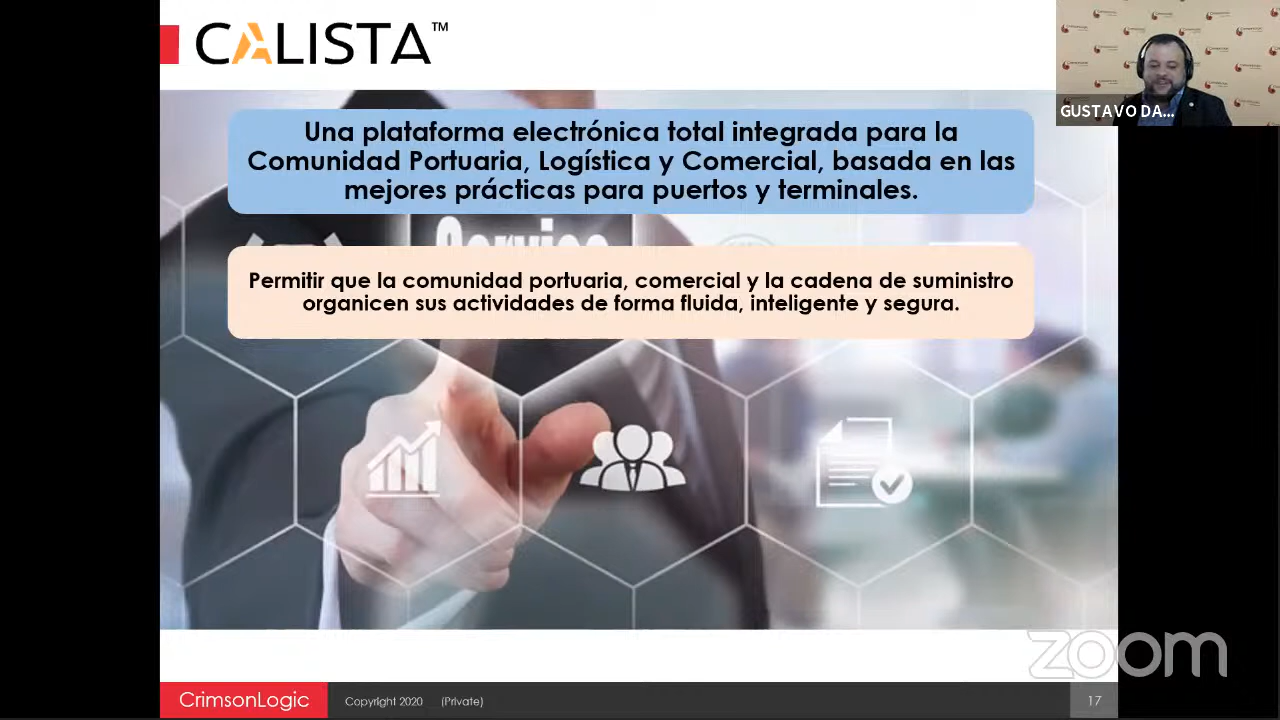 CALISTA™
GUSTAVO DA...
Una plataforma electrónica total integrada para la
Comunidad Portuaria, Logística y Comercial, basada en las
mejores prácticas para puertos y terminales.
Service
Permitir que la comunidad portuaria, comercial y la cadena de suministro
organicen sus actividades de forma fluida, inteligente y segura.
zoom
CrimsonLogic
Copyright 2020
(Private)
17